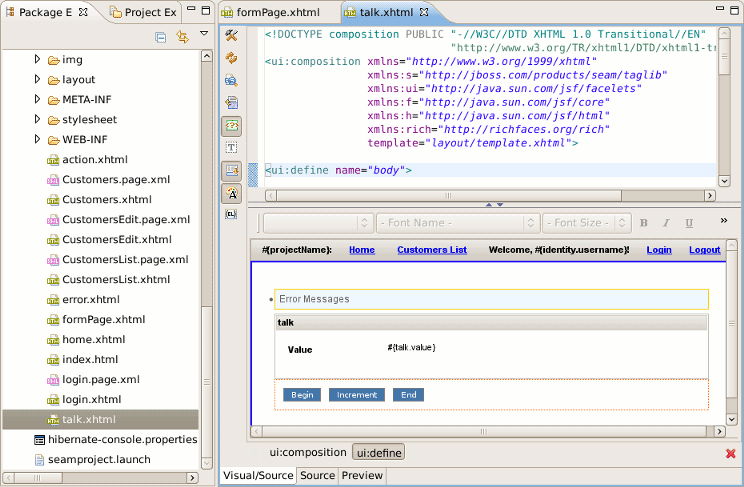 Package E
Project Ex
img
layout
META-INF
stylesheet
WEB-INF
action.xhtml
Customers.page.xml
Customers.xhtml
CustomersEdit.page.xml
CustomersEdit.xhtml
CustomersList.page.xml
CustomersList.xhtml
error.xhtml
formPage.xhtml
home.xhtml
index.html
login.page.xml
login.xhtml
talk.xhtml
hibernate-console.properties
seamproject.launch
formPage.xhtml
talk.xhtml
<!DOCTYPE composition PUBLIC "-//W3C//DTD XHTML 1.0 Transitional//EN"
"http://www.w3.org/TR/xhtml1/DTD/xhtml1-tr
<ui:composition xmlns="http://www.w3.org/1999/xhtml"
xmlns:s="http://jboss.com/products/seam/taglib"
xmlns:ui="http://java.sun.com/jsf/facelets"
xmlns:f="http://java.sun.com/jsf/core"
xmlns:h="http://java.sun.com/jsf/html"
xmlns:rich="http://richfaces.org/rich"
template="layout/template.xhtml">
<ui:define name="body">
- Font Name - - Font Size - B I U »
#{projectName}: Home Customers List Welcome, #{identity.username}! Login Logout
Error Messages
talk
Value #{talk.value}
Begin Increment End
ui:composition ui:define
Visual/Source Source Preview